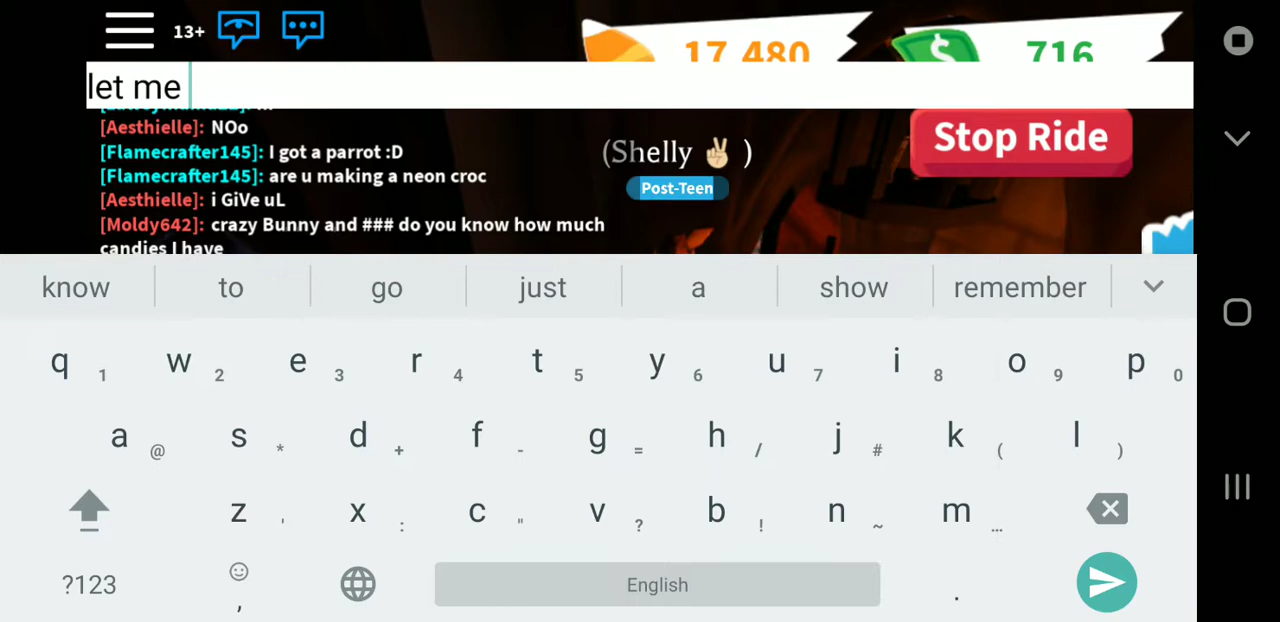 13+
17,480
716
let me
[Aesthielle]: NOo
[Flamecrafter145]: I got a parrot :D
[Flamecrafter145]: are u making a neon croc
[Aesthielle]: i GiVe uL
[Moldy642]: crazy Bunny and ### do you know how much
candies I have
(Shelly ✌🏼 )
Post-Teen
Stop Ride
know to go just a show remember
q 1 w 2 e 3 r 4 t 5 y 6 u 7 i 8 o 9 p 0
a @ s * d + f - g = h / j # k ( l )
z ' x : c " v ? b ! n ~ m …
?123 , English .